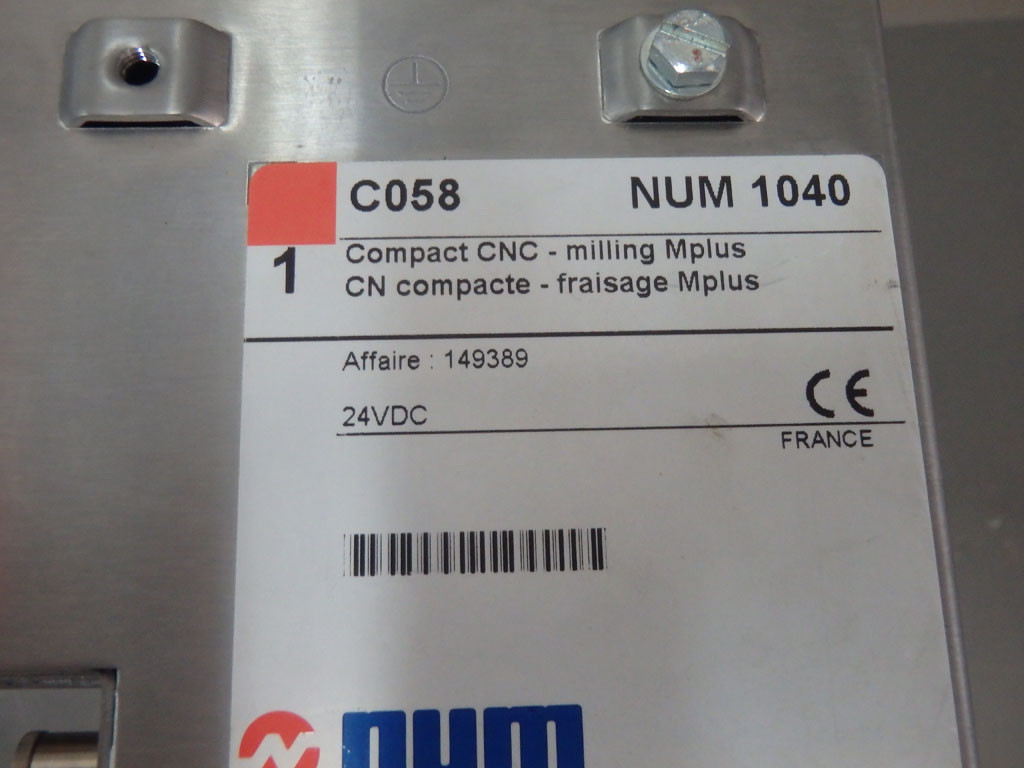 C058 NUM 1040
1
Compact CNC - milling Mplus
CN compacte - fraisage Mplus
Affaire : 149389
24VDC
CE
FRANCE
num